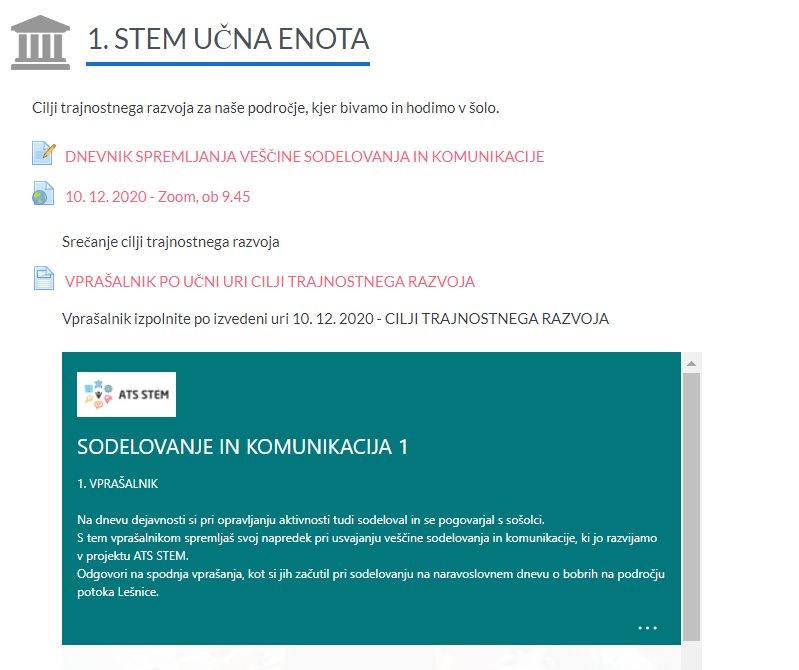 1. STEM UČNA ENOTA
Cilji trajnostnega razvoja za naše področje, kjer bivamo in hodimo v šolo.
DNEVNIK SPREMLJANJA VEŠČINE SODELOVANJA IN KOMUNIKACIJE
10. 12. 2020 - Zoom, ob 9.45
Srečanje cilji trajnostnega razvoja
VPRAŠALNIK PO UČNI URI CILJI TRAJNOSTNEGA RAZVOJA
Vprašalnik izpolnite po izvedeni uri 10. 12. 2020 - CILJI TRAJNOSTNEGA RAZVOJA
ATS STEM
SODELOVANJE IN KOMUNIKACIJA 1
1. VPRAŠALNIK
Na dnevu dejavnosti si pri opravljanju aktivnosti tudi sodeloval in se pogovarjal s sošolci.
S tem vprašalnikom spremljaš svoj napredek pri usvajanju veščine sodelovanja in komunikacije, ki jo razvijamo
v projektu ATS STEM.
Odgovori na spodnja vprašanja, kot si jih začutil pri sodelovanju na naravoslovnem dnevu o bobrih na področju
potoka Lešnice.
...